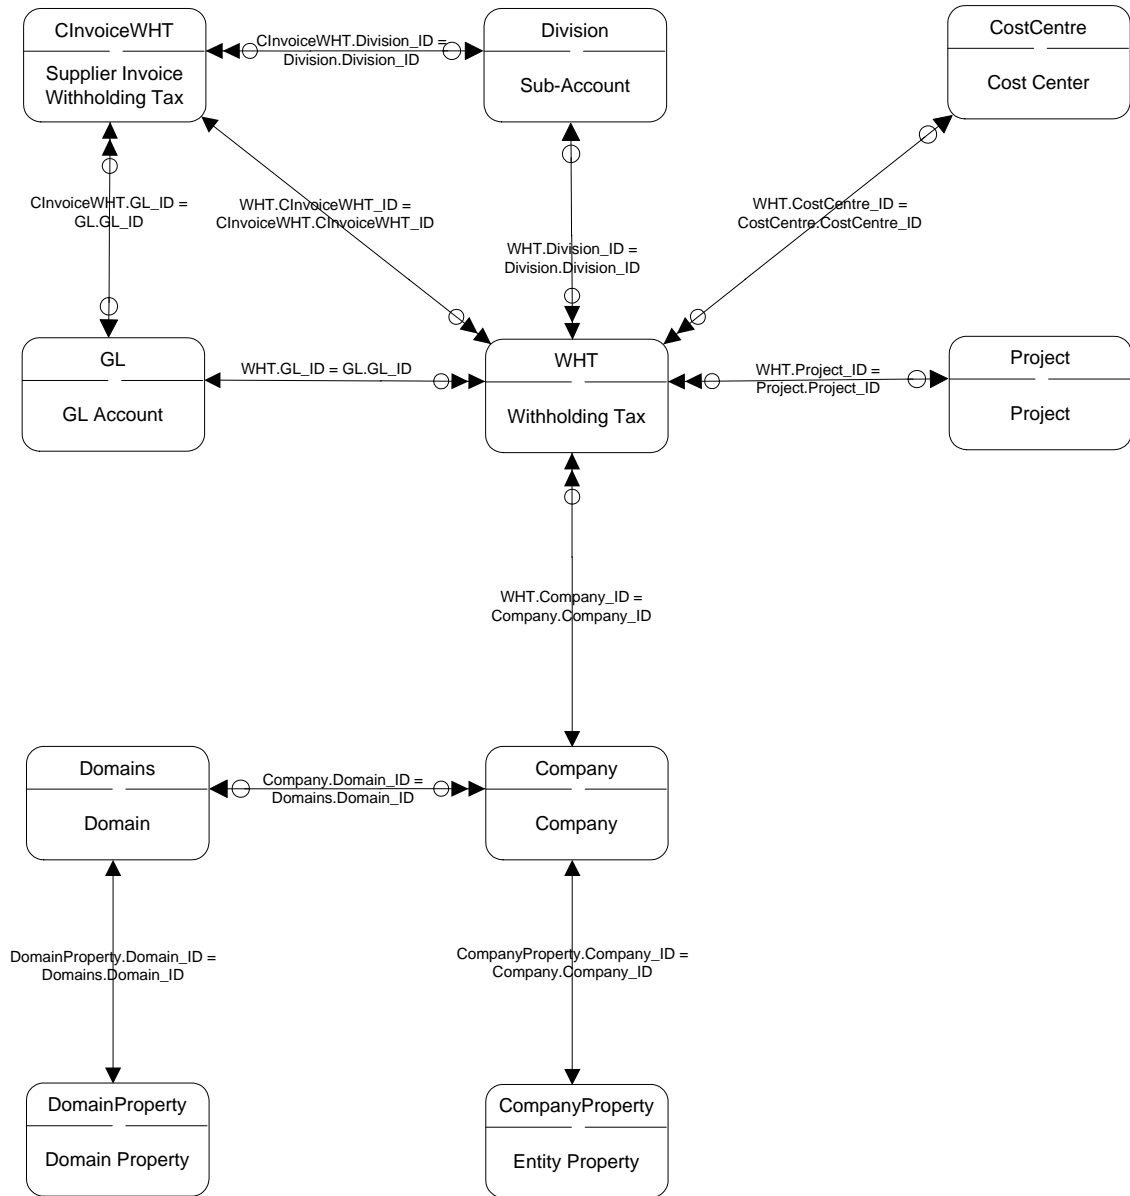 CInvoiceWHT
Supplier Invoice
Withholding Tax
CInvoiceWHT.Division_ID =
Division.Division_ID
Division
Sub-Account
CostCentre
Cost Center
CInvoiceWHT.GL_ID =
GL.GL_ID
WHT.CInvoiceWHT_ID =
CInvoiceWHT.CInvoiceWHT_ID
WHT.Division_ID =
Division.Division_ID
WHT.CostCentre_ID =
CostCentre.CostCentre_ID
GL
GL Account
WHT.GL_ID = GL.GL_ID
WHT
Withholding Tax
WHT.Project_ID =
Project.Project_ID
Project
Project
WHT.Company_ID =
Company.Company_ID
Domains
Domain
Company.Domain_ID =
Domains.Domain_ID
Company
Company
DomainProperty.Domain_ID =
Domains.Domain_ID
CompanyProperty.Company_ID =
Company.Company_ID
DomainProperty
Domain Property
CompanyProperty
Entity Property